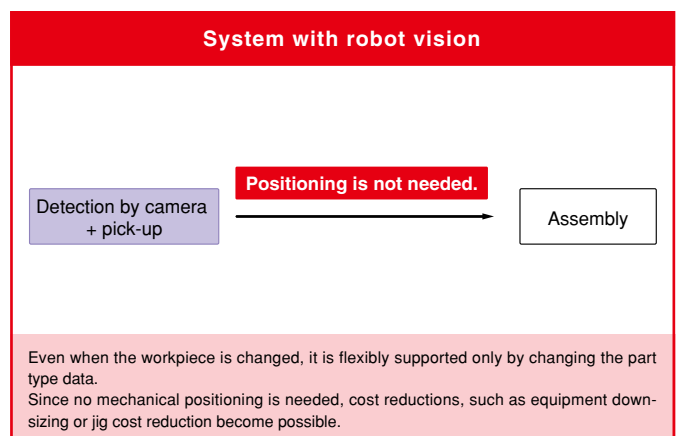 System with robot vision
Positioning is not needed.
Detection by camera
+ pick-up
Assembly
Even when the workpiece is changed, it is flexibly supported only by changing the part
type data.
Since no mechanical positioning is needed, cost reductions, such as equipment down-
sizing or jig cost reduction become possible.